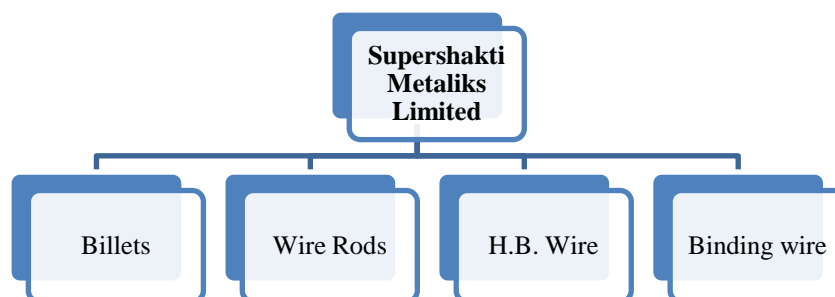 Supershakti
Metaliks
Limited
Billets
Wire Rods
H.B. Wire
Binding wire